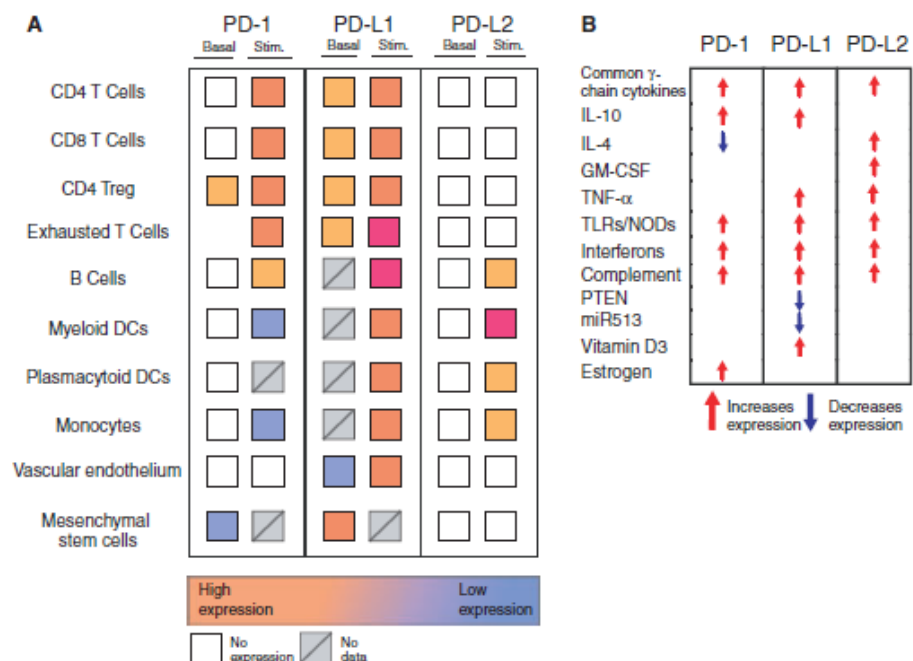 A
PD-1 PD-L1 PD-L2
Basal Stim. Basal Stim. Basal Stim.
CD4 T Cells
CD8 T Cells
CD4 Treg
Exhausted T Cells
B Cells
Myeloid DCs
Plasmacytoid DCs
Monocytes
Vascular endothelium
Mesenchymal
stem cells
High
expression
Low
expression
No
expression
No
data
B
PD-1 PD-L1 PD-L2
Common γ-
chain cytokines
IL-10
IL-4
GM-CSF
TNF-α
TLRs/NODs
Interferons
Complement
PTEN
miR513
Vitamin D3
Estrogen
Increases
expression
Decreases
expression